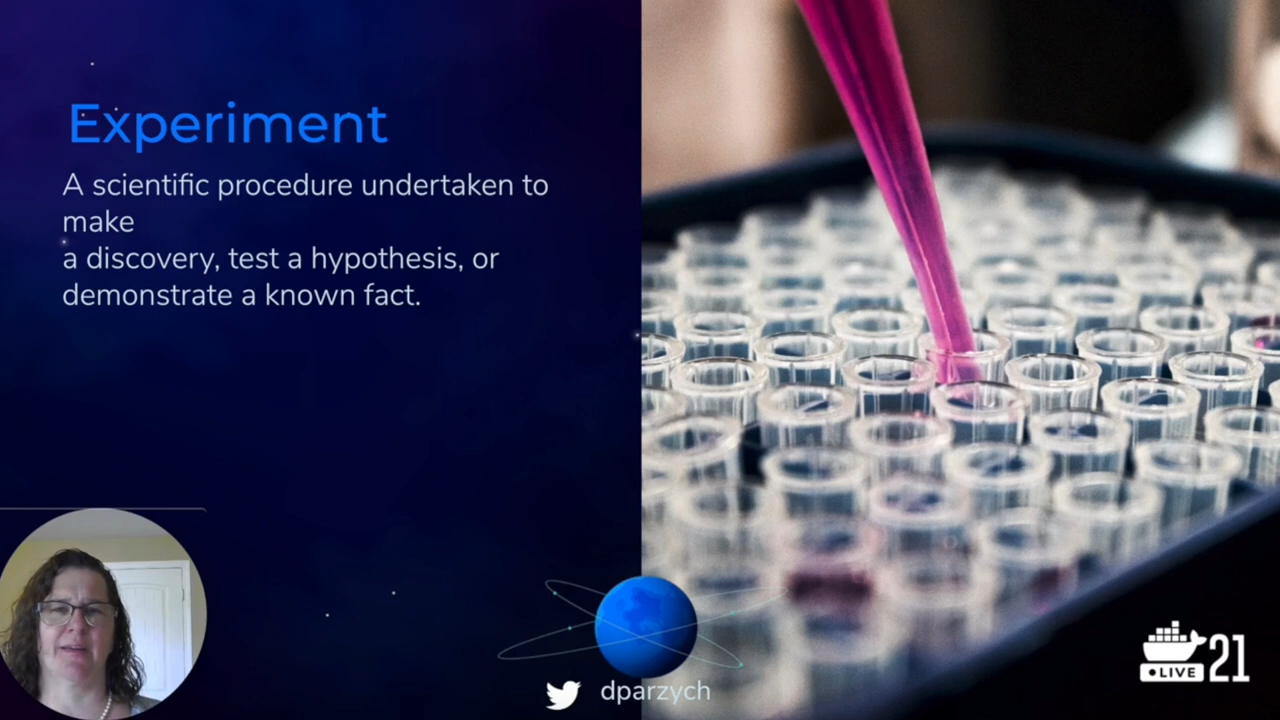 Experiment
A scientific procedure undertaken to
make
a discovery, test a hypothesis, or
demonstrate a known fact.
dparzych
LIVE 21